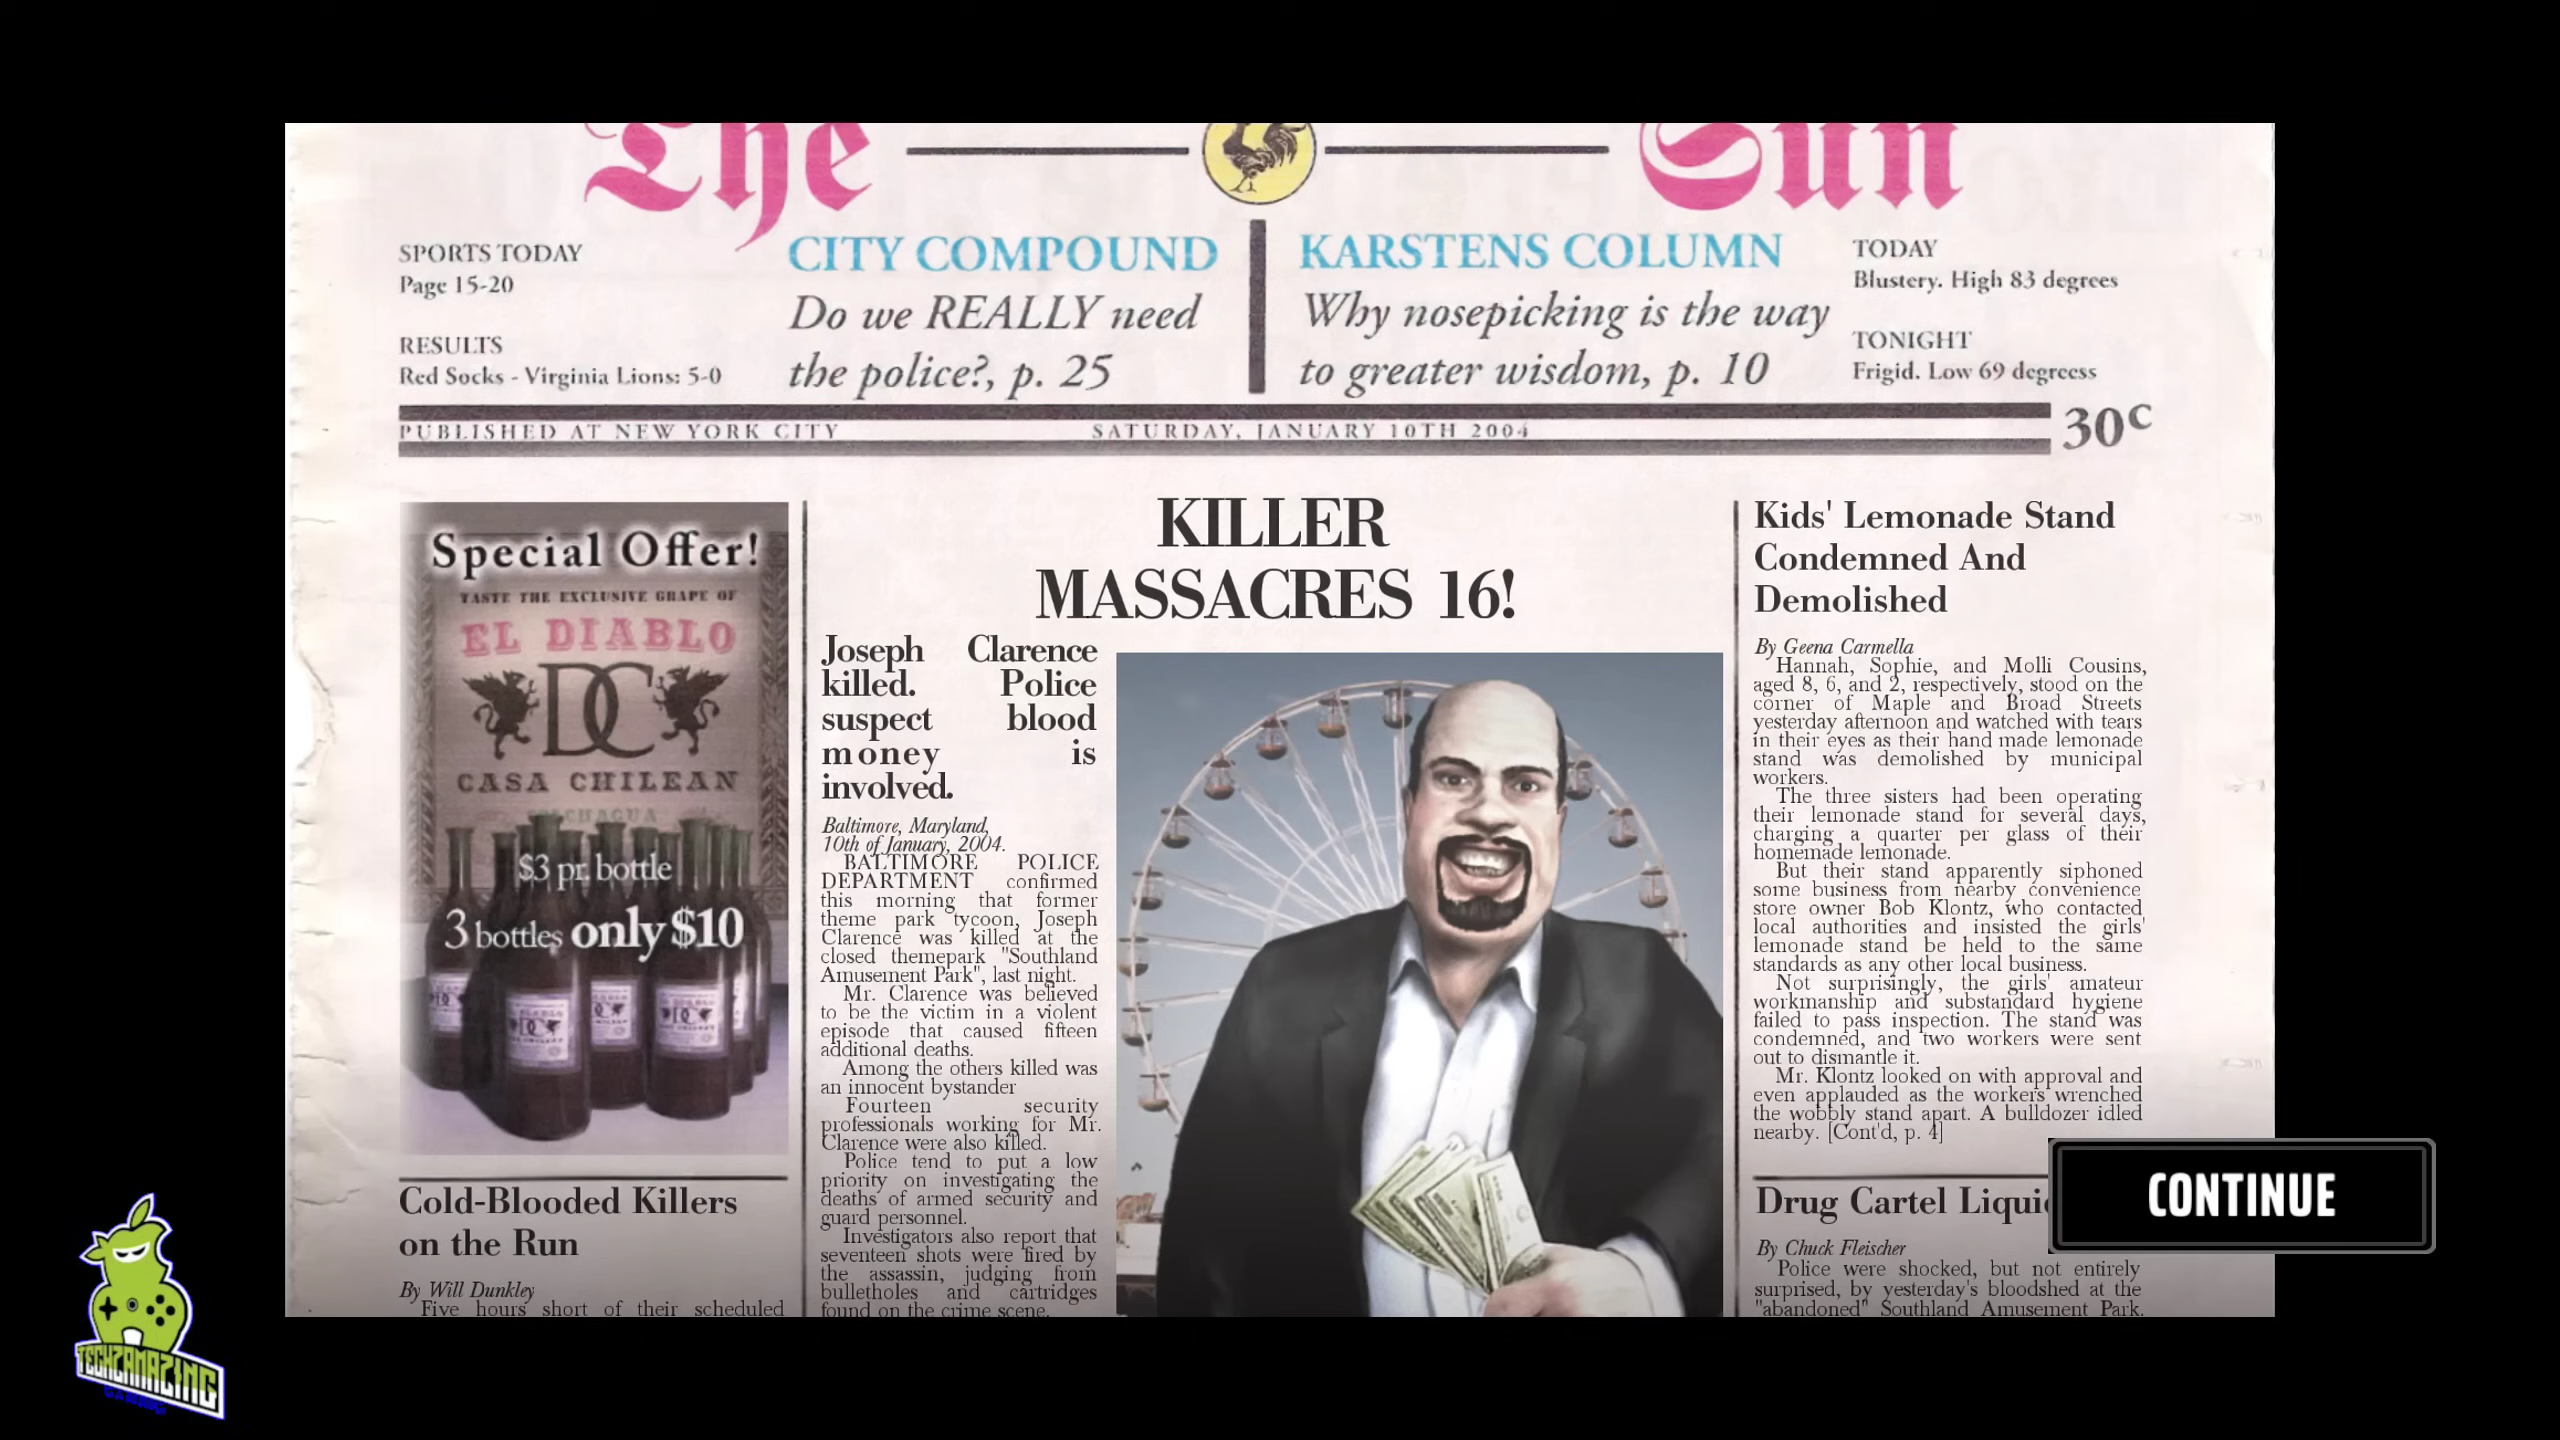 The Sun
SPORTS TODAY
Page 15-20
RESULTS
Red Socks - Virginia Lions: 5-0
CITY COMPOUND
Do we REALLY need
the police?, p. 25
KARSTENS COLUMN
Why nosepicking is the way
to greater wisdom, p. 10
TODAY
Blustery. High 83 degrees
TONIGHT
Frigid. Low 69 degreess
PUBLISHED AT NEW YORK CITY
SATURDAY, JANUARY 10TH 2004
30c
Special Offer!
TASTE THE EXCLUSIVE GRAPE OF
EL DIABLO
DC
CASA CHILEAN
$3 pr. bottle
3 bottles only $10
Cold-Blooded Killers
on the Run
By Will Dunkley
Five hours short of their scheduled
KILLER
MASSACRES 16!
Joseph Clarence
killed. Police
suspect blood
money is
involved.
Baltimore, Maryland,
10th of January, 2004.
BALTIMORE POLICE
DEPARTMENT confirmed
this morning that former
theme park tycoon, Joseph
Clarence was killed at the
closed themepark "Southland
Amusement Park", last night.
Mr. Clarence was believed
to be the victim in a violent
episode that caused fifteen
additional deaths.
Among the others killed was
an innocent bystander
Fourteen security
professionals working for Mr.
Clarence were also killed.
Police tend to put a low
priority on investigating the
deaths of armed security and
guard personnel.
Investigators also report that
seventeen shots were fired by
the assassin, judging from
bulletholes and cartridges
found on the crime scene.
Kids' Lemonade Stand
Condemned And
Demolished
By Geena Carmella
Hannah, Sophie, and Molli Cousins,
aged 8, 6, and 2, respectively, stood on the
corner of Maple and Broad Streets
yesterday afternoon and watched with tears
in their eyes as their hand made lemonade
stand was demolished by municipal
workers.
The three sisters had been operating
their lemonade stand for several days,
charging a quarter per glass of their
homemade lemonade.
But their stand apparently siphoned
some business from nearby convenience
store owner Bob Klontz, who contacted
local authorities and insisted the girls'
lemonade stand be held to the same
standards as any other local business.
Not surprisingly, the girls' amateur
workmanship and substandard hygiene
failed to pass inspection. The stand was
condemned, and two workers were sent
out to dismantle it.
Mr. Klontz looked on with approval and
even applauded as the workers wrenched
the wobbly stand apart. A bulldozer idled
nearby. [Cont'd, p. 4]
Drug Cartel Liqui
By Chuck Fleischer
Police were shocked, but not entirely
surprised, by yesterday's bloodshed at the
"abandoned" Southland Amusement Park.
CONTINUE
TECHZAMAZING
GAMING